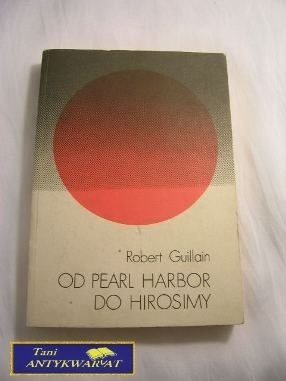 Robert Guillain
OD PEARL HARBOR
DO HIROSIMY
Tani
ANTYKWARIAT